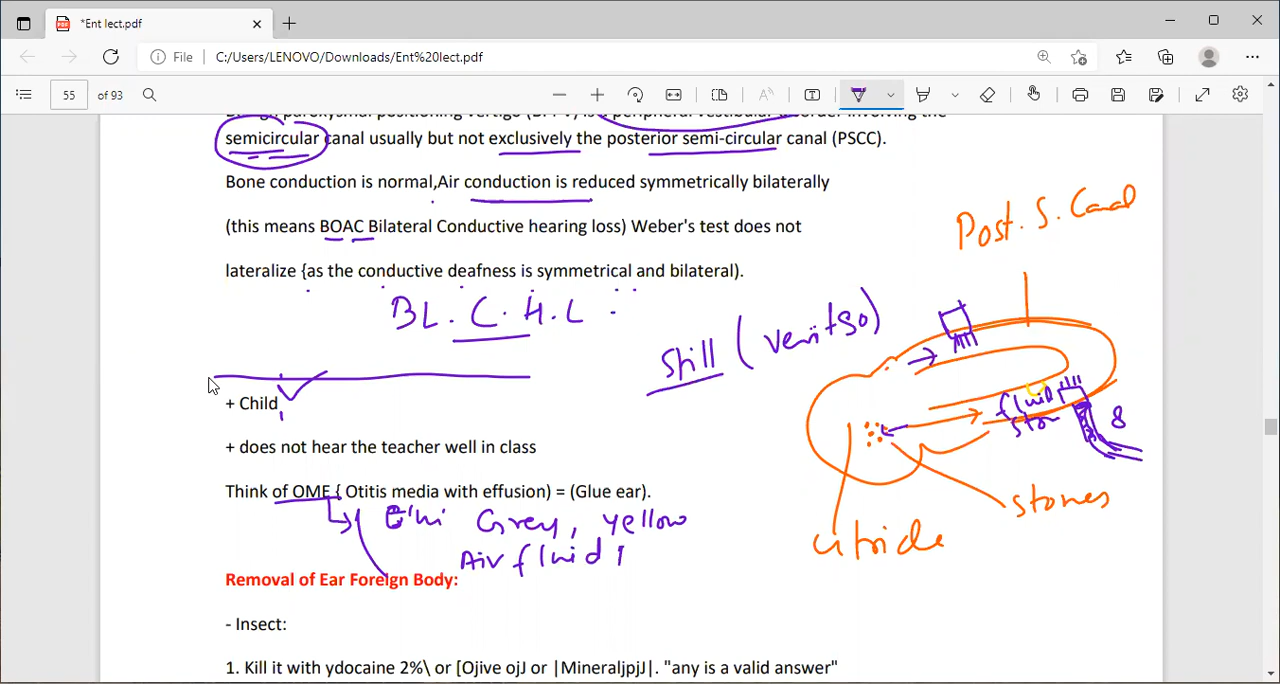 *Ent lect.pdf
File C:/Users/LENOVO/Downloads/Ent%20lect.pdf
55 of 93
semicircular canal usually but not exclusively the posterior semi-circular canal (PSCC).
Bone conduction is normal,Air conduction is reduced symmetrically bilaterally
(this means BOAC Bilateral Conductive hearing loss) Weber's test does not
lateralize {as the conductive deafness is symmetrical and bilateral).
Post. S. Canal
BL. C. H. L
Still (
+ Child
fluid
8
+ does not hear the teacher well in class
Think of OME { Otitis media with effusion) = (Glue ear).
stones
Grey, yellow
utricle
Air fluid l
Removal of Ear Foreign Body:
- Insect:
1. Kill it with ydocaine 2%\ or [Ojive ojJ or |MineraljpjJ|. "any is a valid answer"